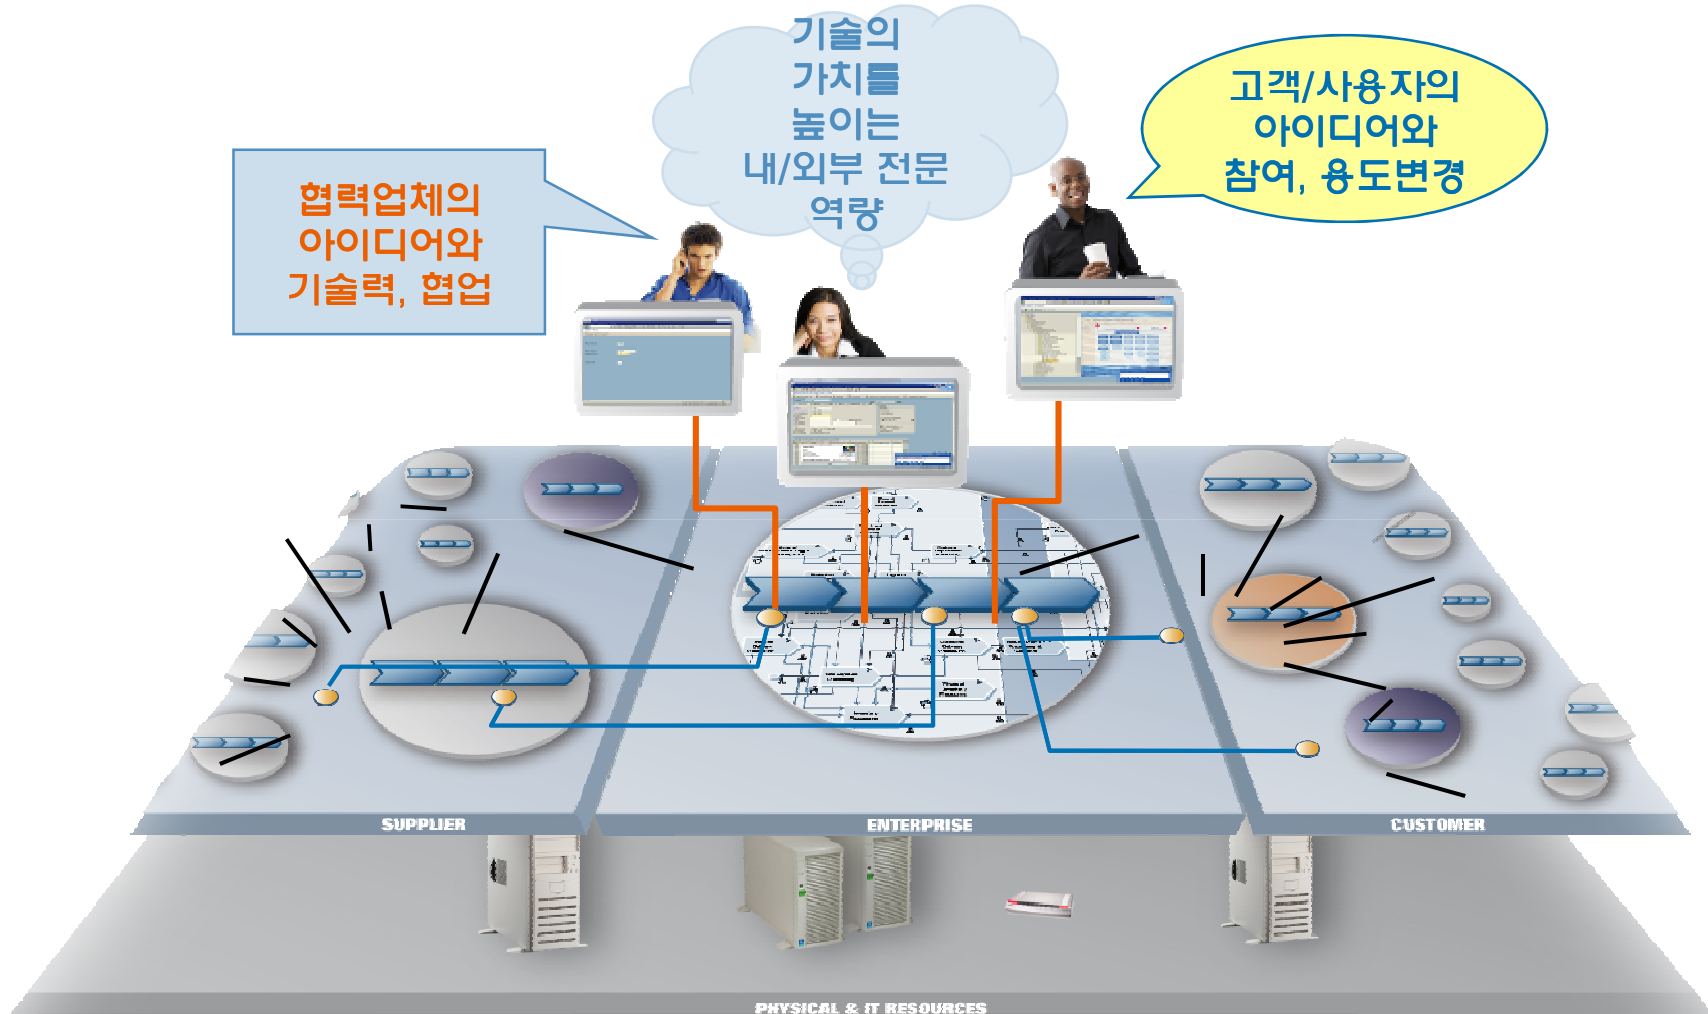 기술의
가치를
높이는
내/외부 전문
역량
고객/사용자의
아이디어와
참여, 용도변경
협력업체의
아이디어와
기술력, 협업
SUPPLIER
ENTERPRISE
CUSTOMER
PHYSICAL & IT RESOURCES